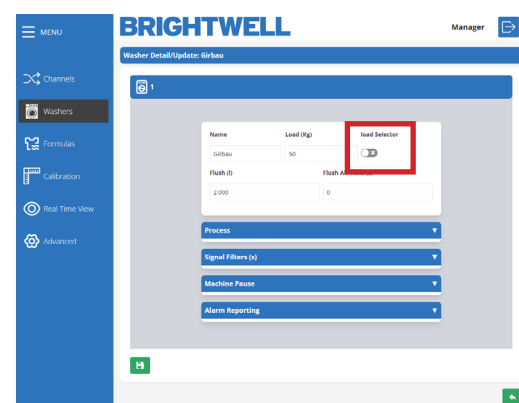 MENU
BRIGHTWELL
Manager
Washer Detail/Update: Girbau
Channels
Washers
Formulas
Calibration
Real Time View
Advanced
1
Name Load (Kg) load Selector
Girbau 50
Flush (l) Flush
2.000 0
Process
Signal Filters (s)
Machine Pause
Alarm Reporting